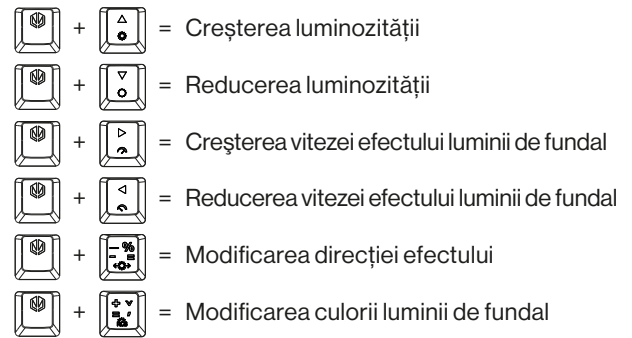 + = Creșterea luminozității
+ = Reducerea luminozității
+ = Creşterea vitezei efectului luminii de fundal
+ = Reducerea vitezei efectului luminii de fundal
+ = Modificarea direcției efectului
+ = Modificarea culorii luminii de fundal